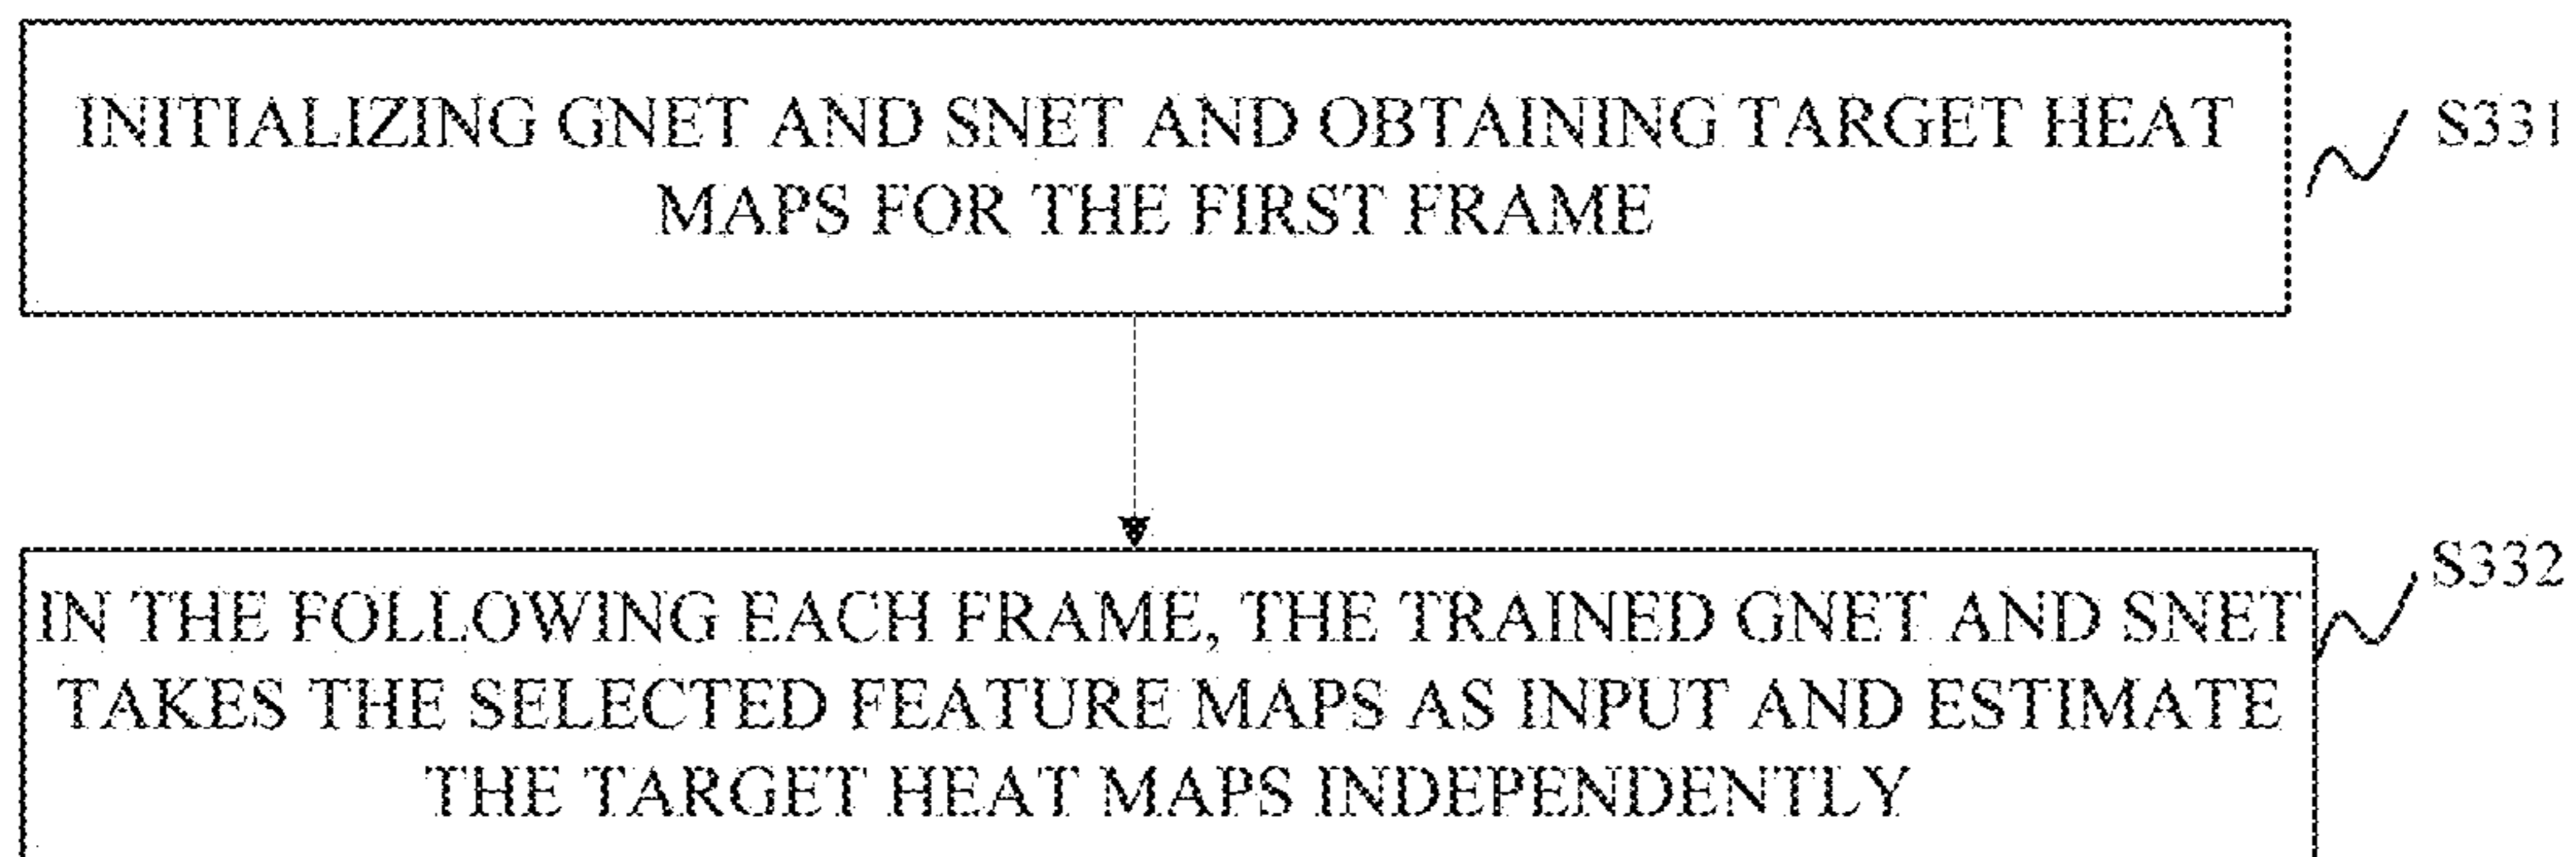 INITIALIZING GNET AND SNET AND OBTAINING TARGET HEAT
MAPS FOR THE FIRST FRAME
S331
S332
IN THE FOLLOWING EACH FRAME, THE TRAINED GNET AND SNET
TAKES THE SELECTED FEATURE MAPS AS INPUT AND ESTIMATE
THE TARGET HEAT MAPS INDEPENDENTLY